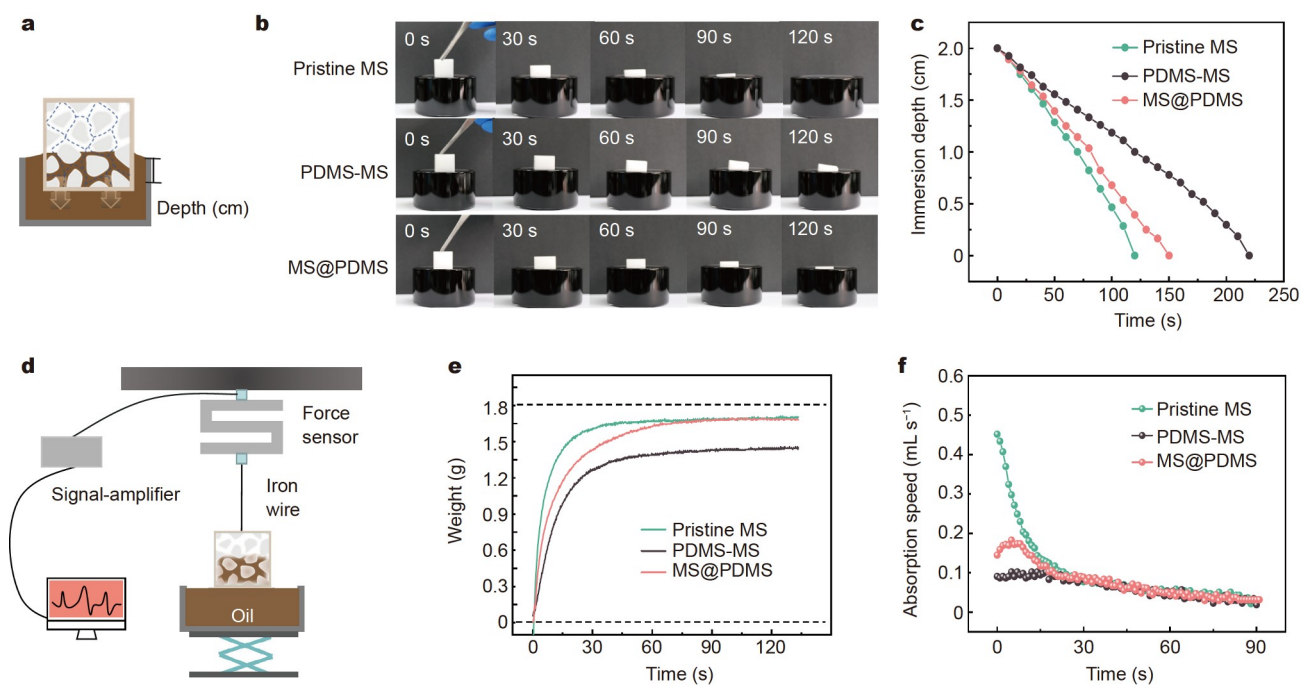 a
Depth (cm)
b
Pristine MS
0 s
30 s
60 s
90 s
120 s
PDMS-MS
0 s
30 s
60 s
90 s
120 s
MS@PDMS
0 s
30 s
60 s
90 s
120 s
c
Immersion depth (cm)
2.0
1.5
1.0
0.5
0
Pristine MS
PDMS-MS
MS@PDMS
0
50
100
150
200
250
Time (s)
d
Force
sensor
Signal-amplifier
Iron
wire
Oil
e
Weight (g)
1.8
1.5
1.2
0.9
0.6
0.3
0
Pristine MS
PDMS-MS
MS@PDMS
0
30
60
90
120
Time (s)
f
Absorption speed (mL s⁻¹)
0.6
0.5
0.4
0.3
0.2
0.1
0
Pristine MS
PDMS-MS
MS@PDMS
0
30
60
90
Time (s)